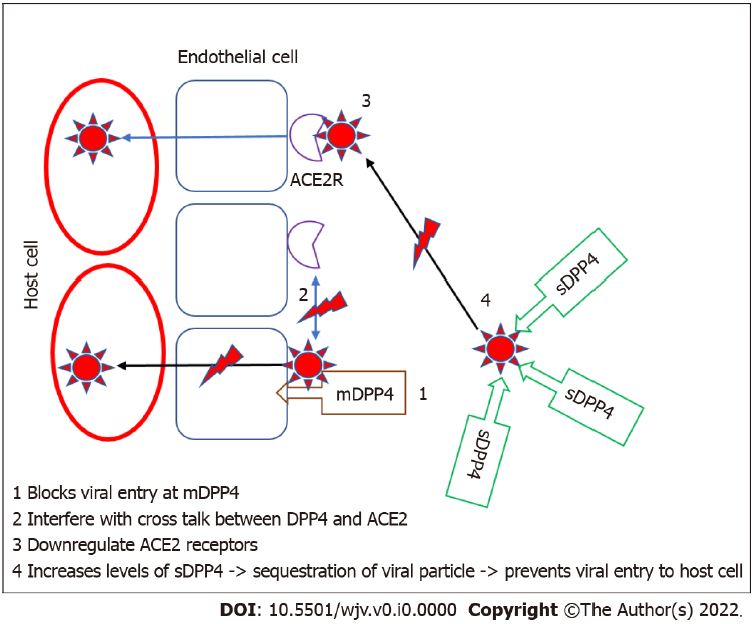 Endothelial cell
3
ACE2R
Host cell
2
4
sDPP4
mDPP4
1
sDPP4
sDPP4
1 Blocks viral entry at mDPP4
2 Interfere with cross talk between DPP4 and ACE2
3 Downregulate ACE2 receptors
4 Increases levels of sDPP4 -> sequestration of viral particle -> prevents viral entry to host cell
DOI: 10.5501/wjv.v0.i0.0000 Copyright ©The Author(s) 2022.